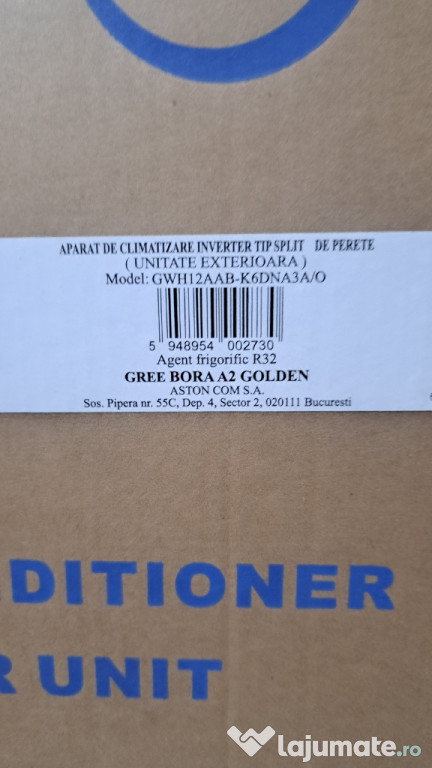 APARAT DE CLIMATIZARE INVERTER TIP SPLIT DE PERETE
( UNITATE EXTERIOARA )
Model: GWH12AAB-K6DNA3A/O
5 948954 002730
Agent frigorific R32
GREE BORA A2 GOLDEN
ASTON COM S.A.
Sos. Pipera nr. 55C, Dep. 4, Sector 2, 020111 Bucuresti
DITIONER
R UNIT
lajumate.ro